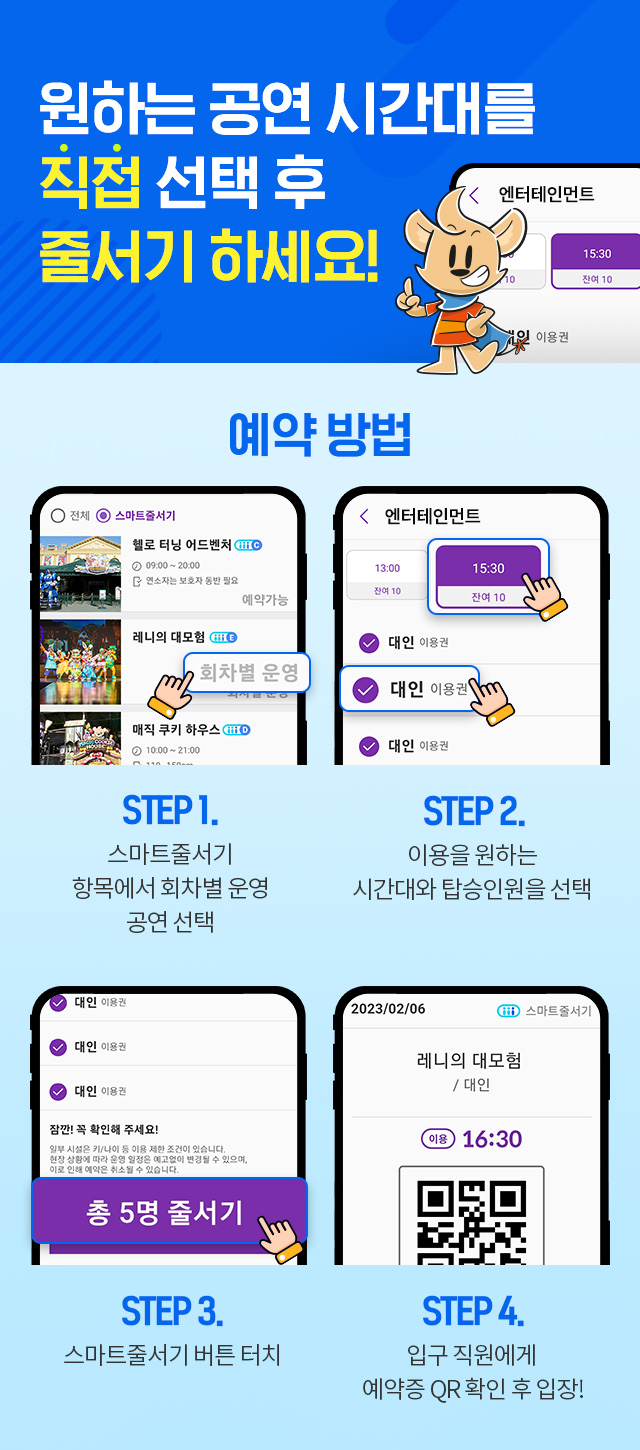 원하는 공연 시간대를
직접 선택 후
줄서기 하세요!
엔터테인먼트
15:30
10
잔여 10
이용권
예약 방법
전체 스마트줄서기
헬로 터닝 어드벤처 C
09:00 ~ 20:00
연소자는 보호자 동반 필요
예약가능
레니의 대모험 E
회차별 운영
회차별 운영
매직 쿠키 하우스 D
10:00 ~ 21:00
엔터테인먼트
13:00
잔여 10
15:30
잔여 10
대인 이용권
대인 이용권
대인 이용권
STEP 1.
스마트줄서기
항목에서 회차별 운영
공연 선택
STEP 2.
이용을 원하는
시간대와 탑승인원을 선택
대인 이용권
대인 이용권
대인 이용권
잠깐! 꼭 확인해 주세요!
일부 시설은 키/나이 등 이용 제한 조건이 있습니다.
현장 상황에 따라 운영 일정은 예고없이 변경될 수 있으며,
이로 인해 예약은 취소될 수 있습니다.
총 5명 줄서기
2023/02/06 스마트줄서기
레니의 대모험
/ 대인
이용 16:30
STEP 3.
스마트줄서기 버튼 터치
STEP 4.
입구 직원에게
예약증 QR 확인 후 입장!